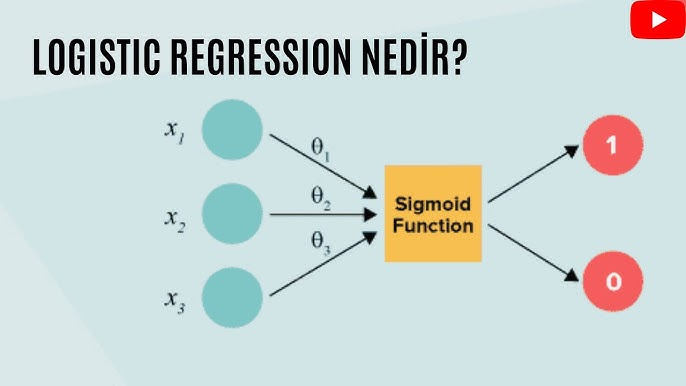 LOGISTIC REGRESSION NEDİR?
x1
θ1
1
x2
θ2
Sigmoid
Function
θ3
x3
0